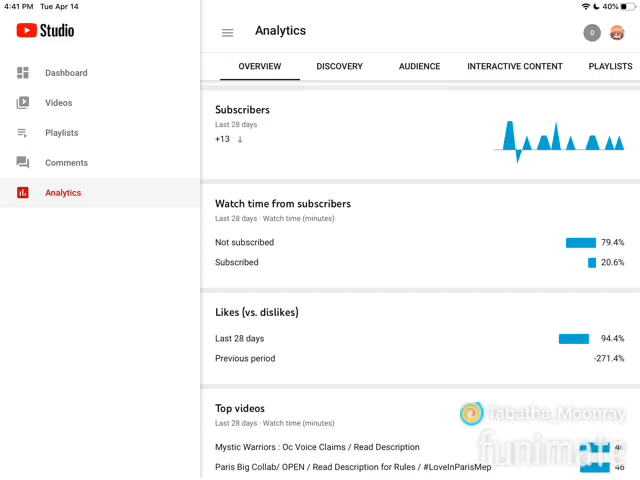 4:41 PM Tue Apr 14
40%
Studio
Analytics
0
Dashboard
Videos
Playlists
Comments
Analytics
OVERVIEW DISCOVERY AUDIENCE INTERACTIVE CONTENT PLAYLISTS
Subscribers
Last 28 days
+13 ↓
Watch time from subscribers
Last 28 days · Watch time (minutes)
Not subscribed 79.4%
Subscribed 20.6%
Likes (vs. dislikes)
Last 28 days 94.4%
Previous period -271.4%
Top videos
Last 28 days · Watch time (minutes)
Tabatha_Moonray
funimate
Mystic Warriors : Oc Voice Claims / Read Description 46
Paris Big Collab/ OPEN / Read Description for Rules / #LoveInParisMep 46